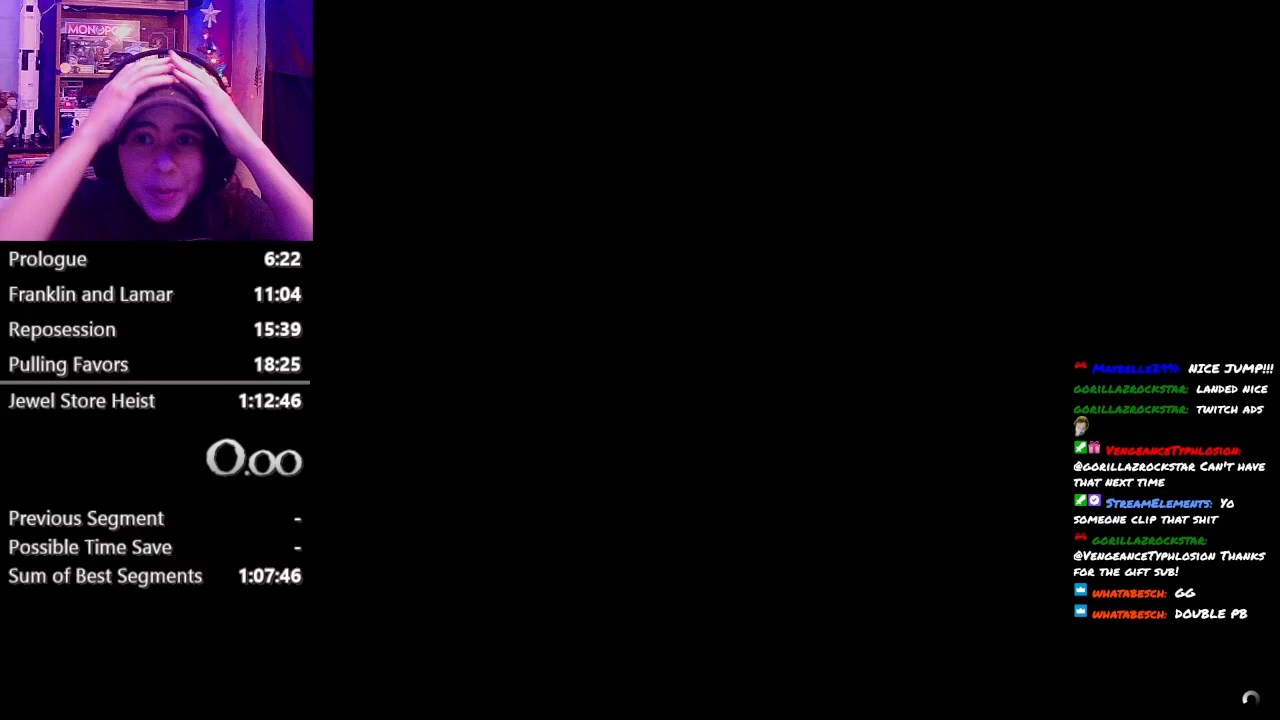 MONOPOLY
Prologue 6:22
Franklin and Lamar 11:04
Reposession 15:39
Pulling Favors 18:25
Jewel Store Heist 1:12:46
0.00
Previous Segment -
Possible Time Save -
Sum of Best Segments 1:07:46
Maybelle2991: NICE JUMP!!!
gorillazrockstar: landed nice
gorillazrockstar: twitch ads
VengeanceTyphlosion:
@gorillazrockstar Can't have
that next time
StreamElements: Yo
someone clip that shit
gorillazrockstar:
@VengeanceTyphlosion Thanks
for the gift sub!
whatabesch: GG
whatabesch: DOUBLE PB